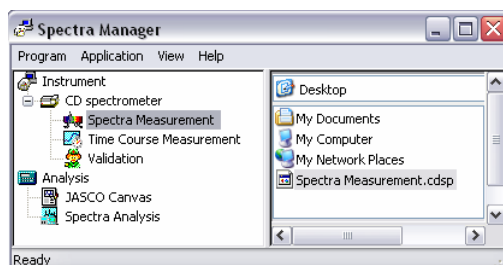 Spectra Manager
Program Application View Help
Instrument
CD spectrometer
Spectra Measurement
Time Course Measurement
Validation
Analysis
JASCO Canvas
Spectra Analysis
Desktop
My Documents
My Computer
My Network Places
Spectra Measurement.cdsp
Ready